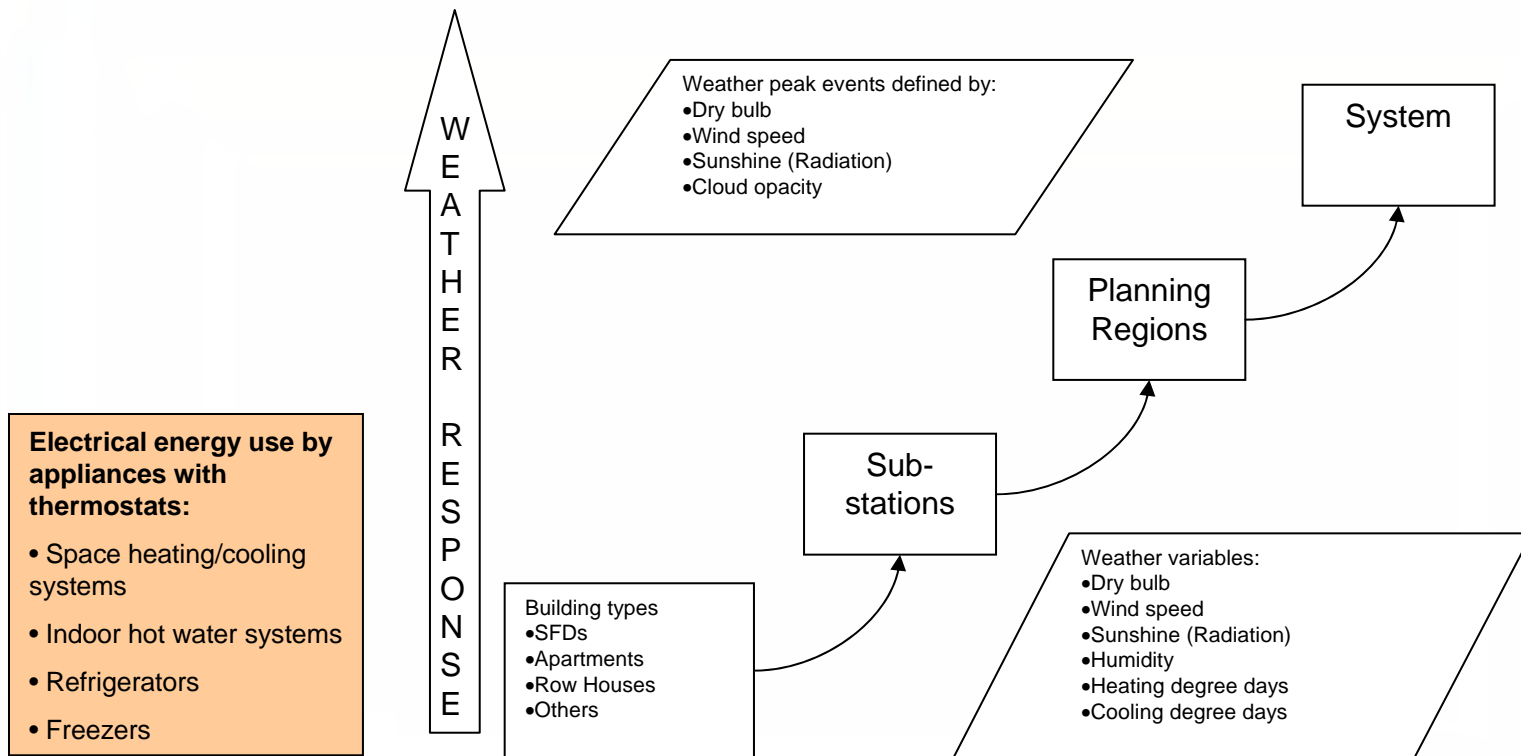 WEATHER RESPONSE
Weather peak events defined by:
•Dry bulb
•Wind speed
•Sunshine (Radiation)
•Cloud opacity
System
Planning
Regions
Sub-
stations
Electrical energy use by
appliances with
thermostats:
• Space heating/cooling
systems
• Indoor hot water systems
• Refrigerators
• Freezers
Building types
•SFDs
•Apartments
•Row Houses
•Others
Weather variables:
•Dry bulb
•Wind speed
•Sunshine (Radiation)
•Humidity
•Heating degree days
•Cooling degree days